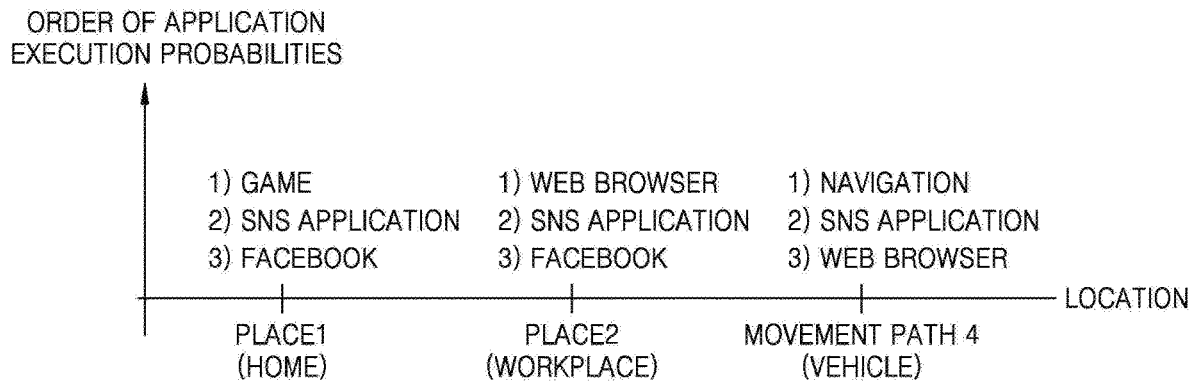 ORDER OF APPLICATION
EXECUTION PROBABILITIES
1) GAME
2) SNS APPLICATION
3) FACEBOOK
1) WEB BROWSER
2) SNS APPLICATION
3) FACEBOOK
1) NAVIGATION
2) SNS APPLICATION
3) WEB BROWSER
LOCATION
PLACE1
(HOME)
PLACE2
(WORKPLACE)
MOVEMENT PATH 4
(VEHICLE)